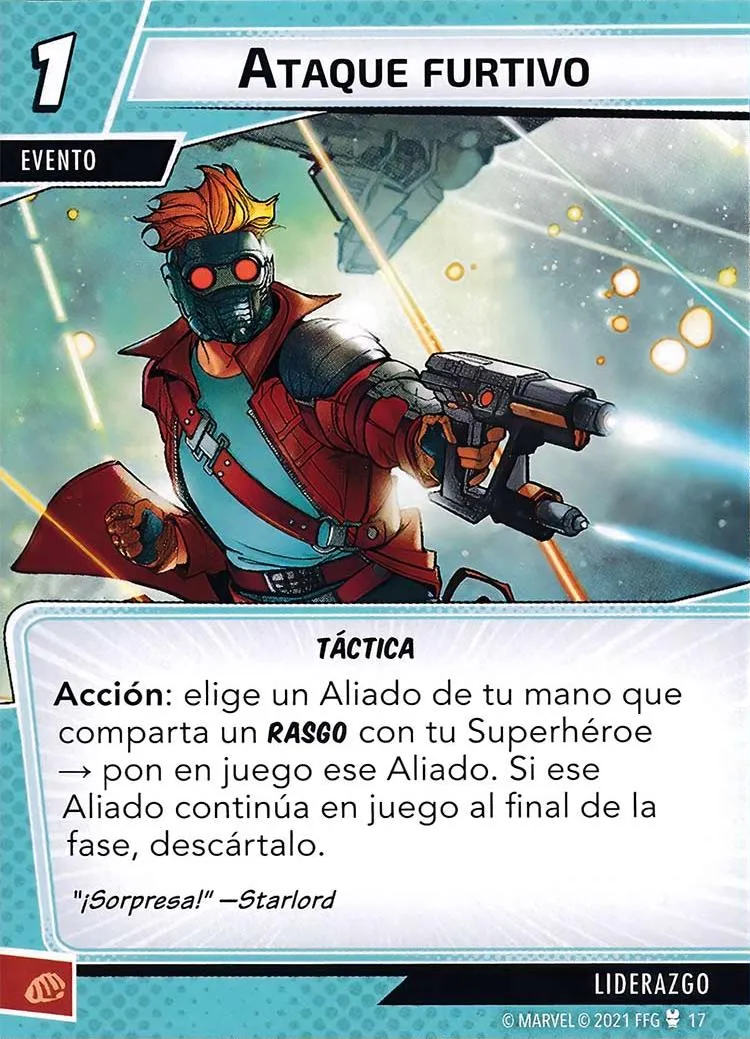 1
ATAQUE FURTIVO
EVENTO
TÁCTICA
Acción: elige un Aliado de tu mano que
comparta un RASGO con tu Superhéroe
→ pon en juego ese Aliado. Si ese
Aliado continúa en juego al final de la
fase, descártalo.
"¡Sorpresa!" —Starlord
LIDERAZGO
© MARVEL © 2021 FFG 17